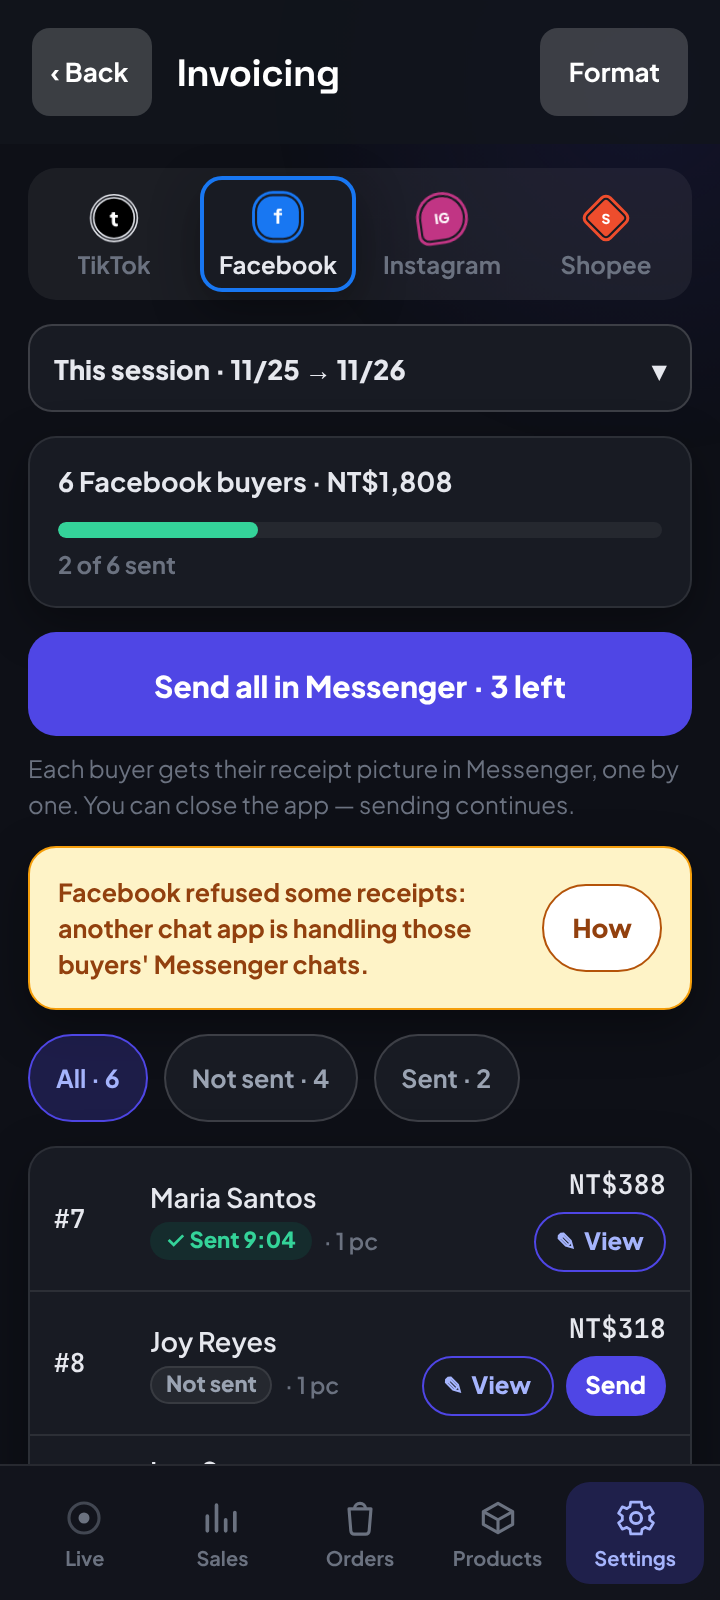 ‹ Back
Invoicing
Format
t
f
IG
S
TikTok
Facebook
Instagram
Shopee
This session · 11/25 → 11/26 ▼
6 Facebook buyers · NT$1,808
2 of 6 sent
Send all in Messenger · 3 left
Each buyer gets their receipt picture in Messenger, one by
one. You can close the app — sending continues.
Facebook refused some receipts:
another chat app is handling those
buyers' Messenger chats.
How
All · 6
Not sent · 4
Sent · 2
#7
Maria Santos
✓ Sent 9:04 · 1 pc
NT$388
✎ View
#8
Joy Reyes
Not sent · 1 pc
NT$318
✎ View
Send
Live
Sales
Orders
Products
Settings